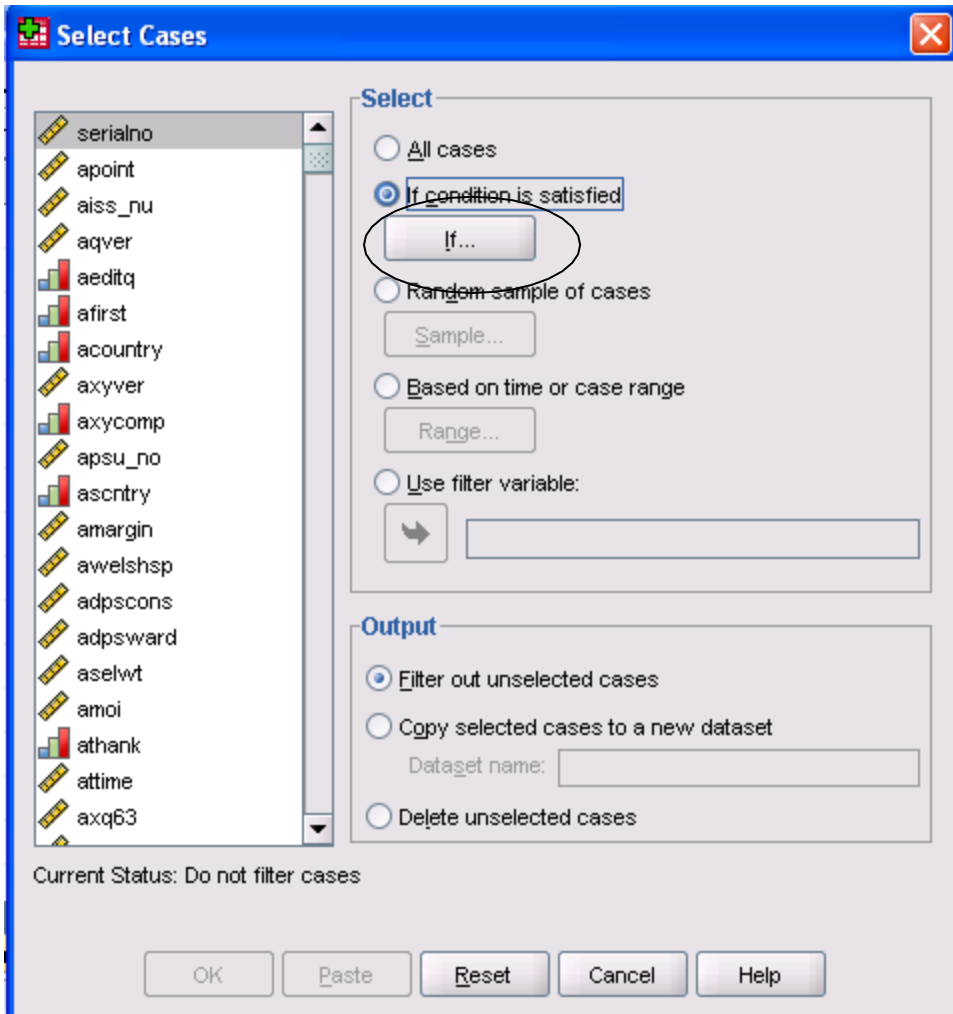 Select Cases
serialno
apoint
aiss_nu
aqver
aeditq
afirst
acountry
axyver
axycomp
apsu_no
ascntry
amargin
awelshsp
adpscons
adpsward
aselwt
amoi
athank
attime
axq63
Select
All cases
If condition is satisfied
If...
Random sample of cases
Sample...
Based on time or case range
Range...
Use filter variable:
Output
Filter out unselected cases
Copy selected cases to a new dataset
Dataset name:
Delete unselected cases
Current Status: Do not filter cases
OK Paste Reset Cancel Help